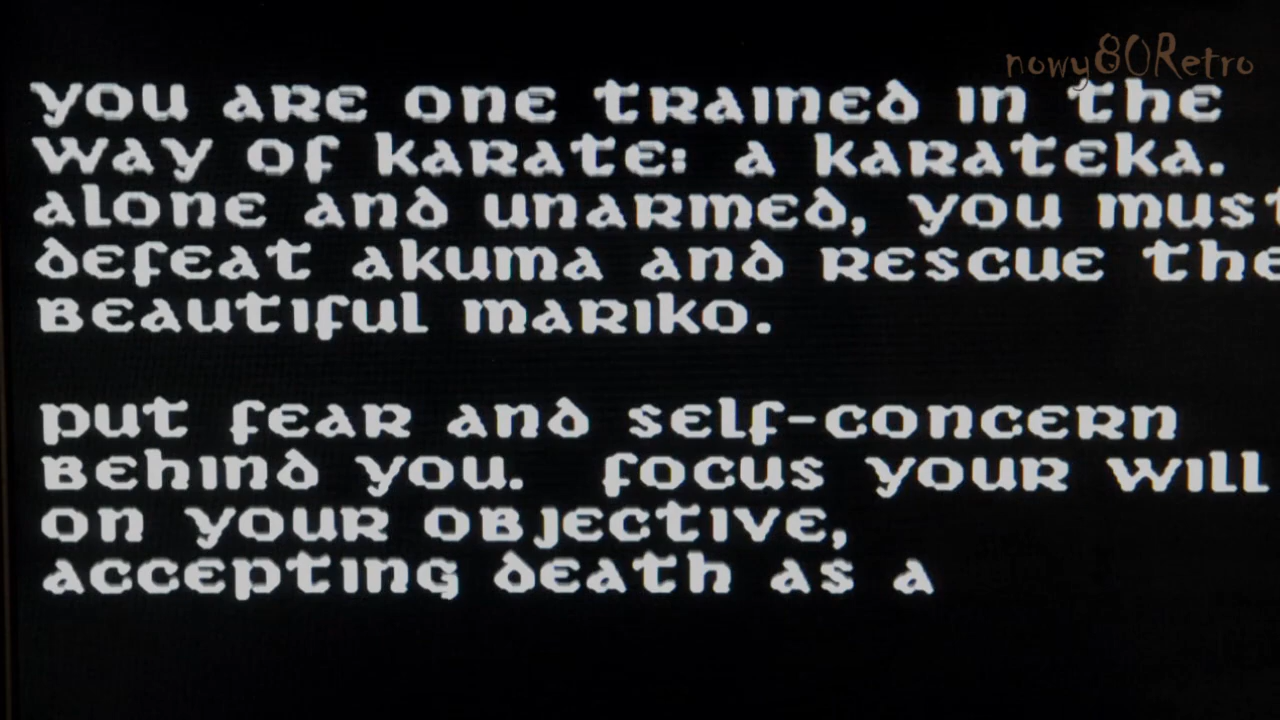 nowy80Retro
you are one trained in the
way of karate: a karateka.
alone and unarmed, you must
defeat akuma and rescue the
beautiful mariko.
put fear and self-concern
behind you. focus your will
on your objective,
accepting death as a